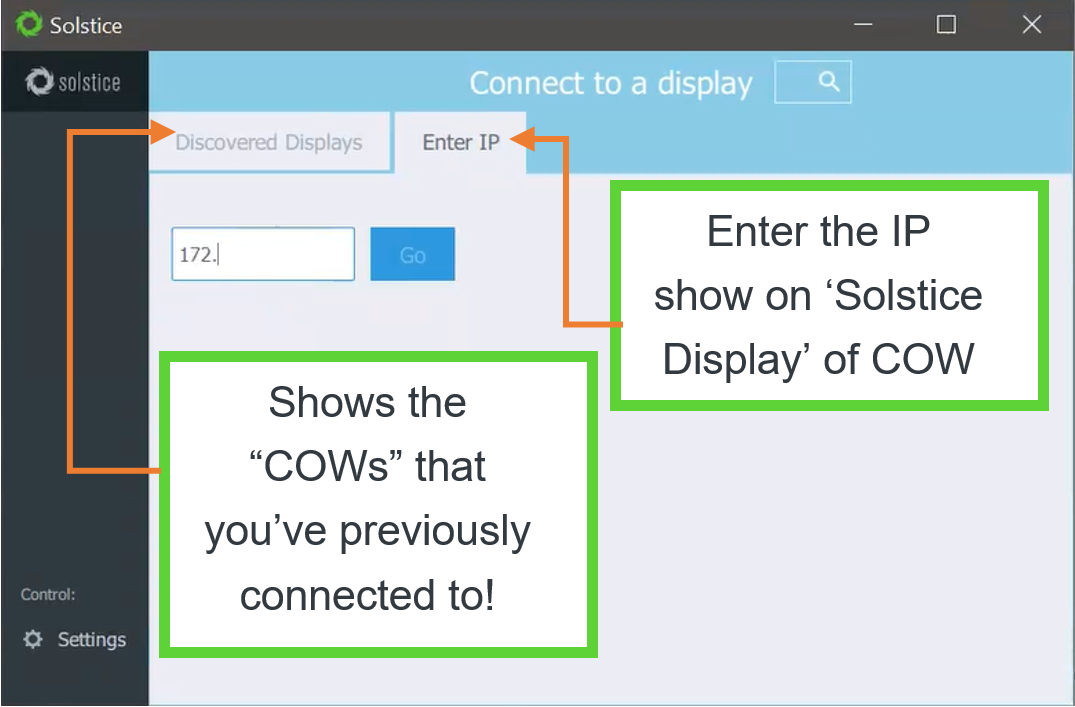 Solstice
solstice
Connect to a display
Discovered Displays
Enter IP
172.
Go
Enter the IP
show on ‘Solstice
Display’ of COW
Shows the
“COWs” that
you’ve previously
connected to!
Control:
Settings